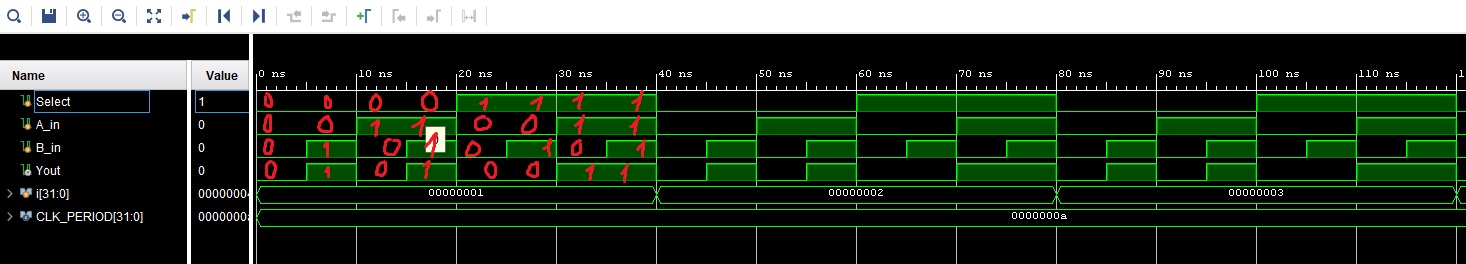 Name Value 0 ns 10 ns 20 ns 30 ns 40 ns 50 ns 60 ns 70 ns 80 ns 90 ns 100 ns 110 ns 1
Select 1 0 0 0 0 1 1 1 1
A_in 0 0 0 1 1 0 0 1 1
B_in 0 0 1 0 1 0 1 0 1
Yout 0 0 1 0 1 0 0 1 1
i[31:0] 00000004 00000001 00000002 00000003
CLK_PERIOD[31:0] 0000000a 0000000a